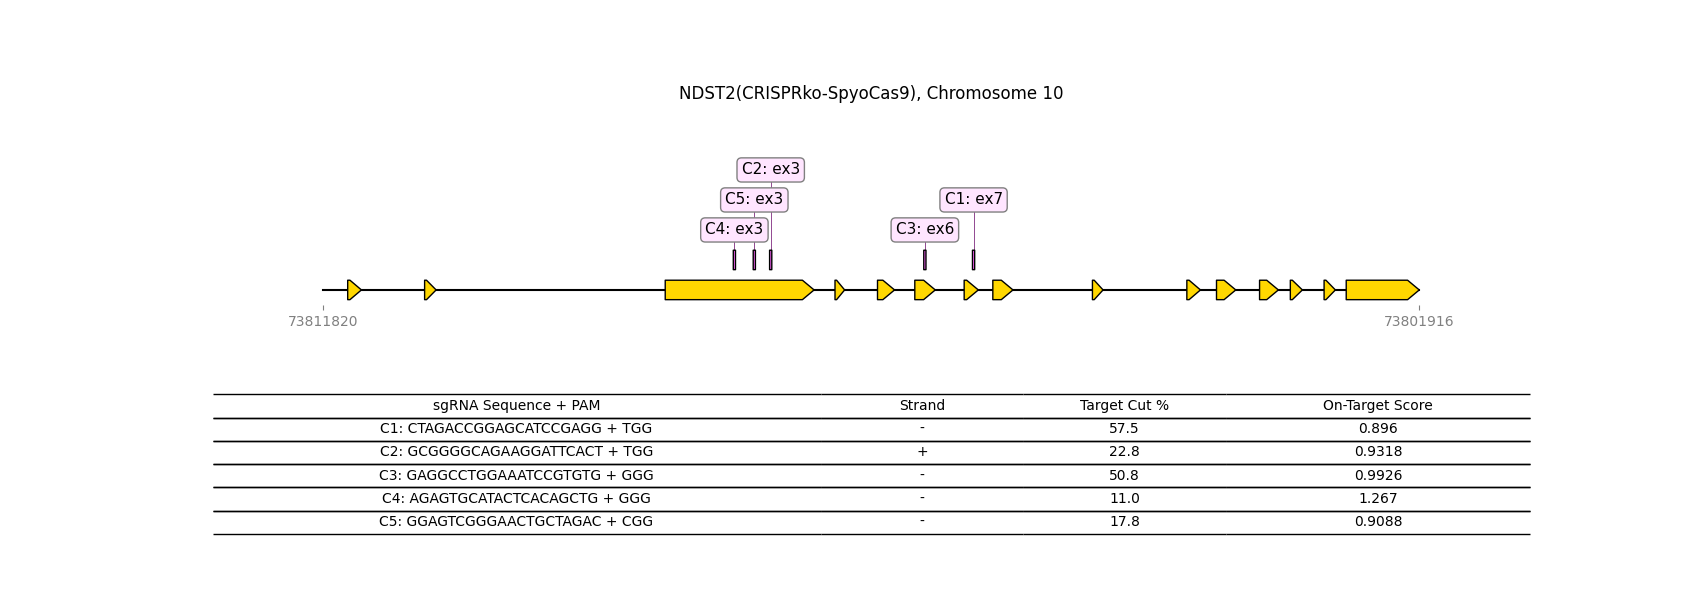 NDST2(CRISPRko-SpyoCas9), Chromosome 10
C2: ex3
C5: ex3
C1: ex7
C4: ex3
C3: ex6
73811820
73801916
sgRNA Sequence + PAM Strand Target Cut % On-Target Score
C1: CTAGACCGGAGCATCCGAGG + TGG - 57.5 0.896
C2: GCGGGGCAGAAGGATTCACT + TGG + 22.8 0.9318
C3: GAGGCCTGGAAATCCGTGTG + GGG - 50.8 0.9926
C4: AGAGTGCATACTCACAGCTG + GGG - 11.0 1.267
C5: GGAGTCGGGAACTGCTAGAC + CGG - 17.8 0.9088